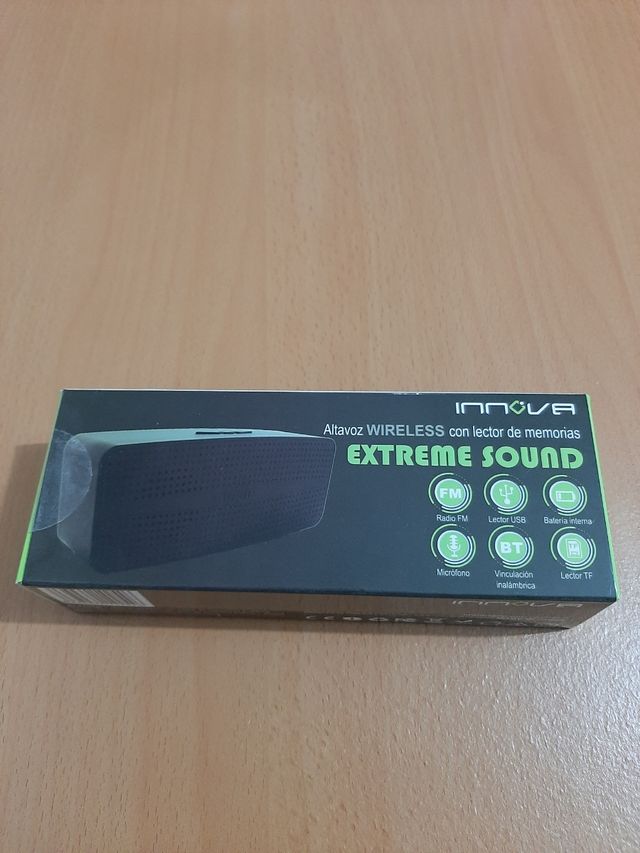 INNOVA
Altavoz WIRELESS con lector de memorias
EXTREME SOUND
FM
Radio FM
Lector USB
Batería interna
BT
Micrófono
Vinculación
inalámbrica
Lector TF
INNOVA